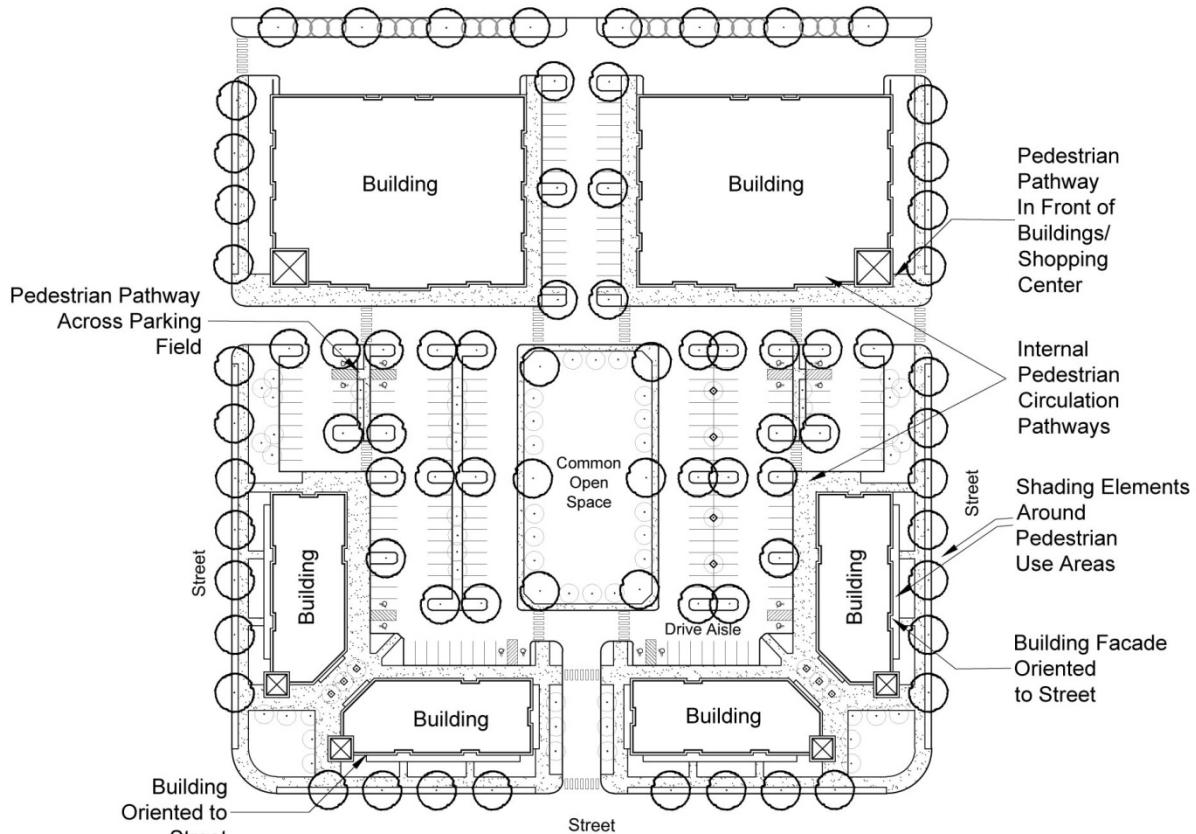 Building
Building
Pedestrian
Pathway
In Front of
Buildings/
Shopping
Center
Pedestrian Pathway
Across Parking
Field
Internal
Pedestrian
Circulation
Pathways
Common
Open
Space
Street
Shading Elements
Around
Pedestrian
Use Areas
Street
Building
Building
Drive Aisle
Building Facade
Oriented
to Street
Building
Building
Building
Oriented to
Street
Street